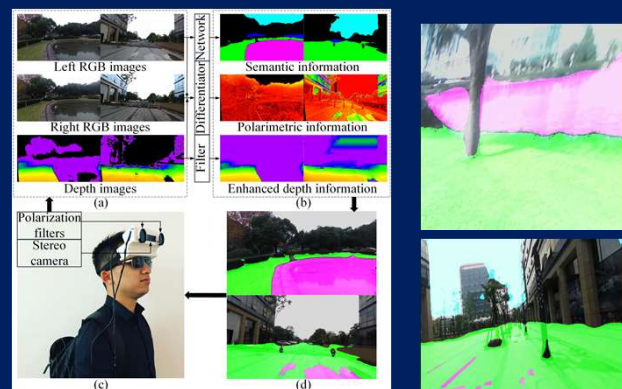 Left RGB images
Right RGB images
Depth images
(a)
Network
Differentiator
Filter
Semantic information
Polarimetric information
Enhanced depth information
(b)
Polarization
filters
Stereo
camera
(c)
(d)